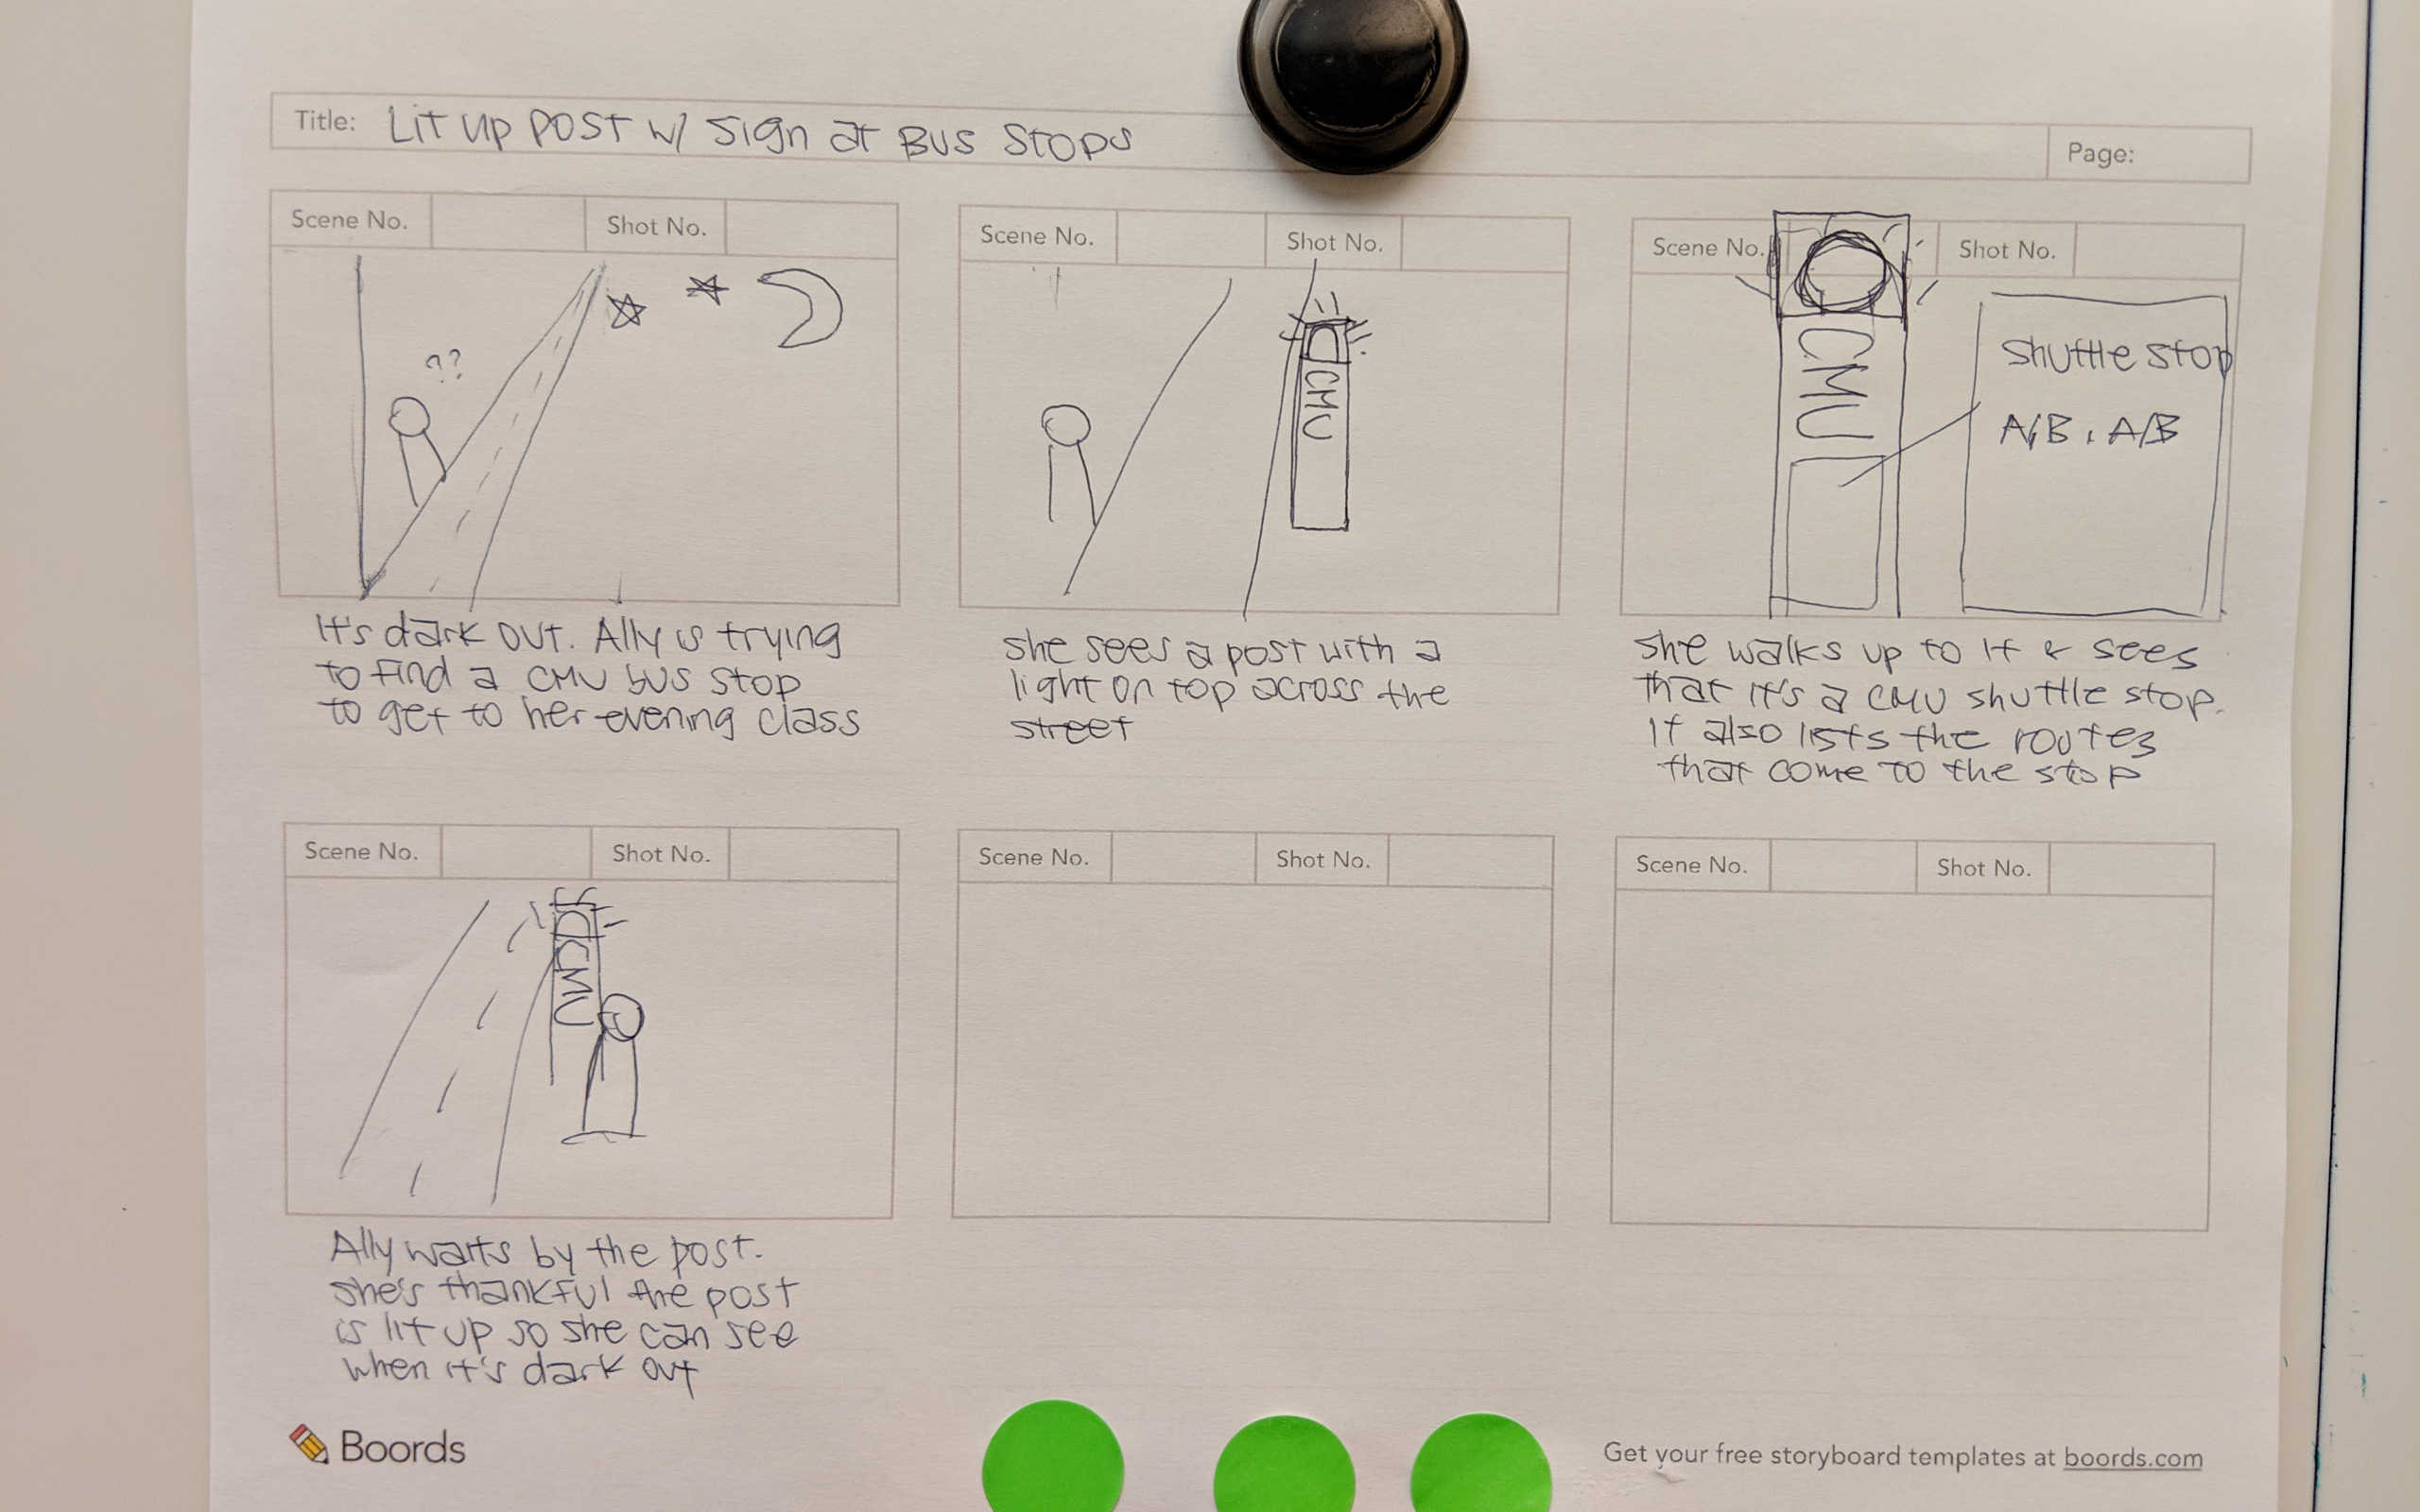 Title: Lit up post w/ sign at Bus Stops
Page:
Scene No. Shot No.
??
It's dark out. Ally is trying
to find a CMU bus stop
to get to her evening class
Scene No. Shot No.
CMU
she sees a post with a
light on top across the
street
Scene No. Shot No.
CMU
Shuttle stop
A/B, A/B
she walks up to it & sees
that it's a CMU shuttle stop.
It also lists the routes
that come to the stop
Scene No. Shot No.
CMU
Ally waits by the post.
she's thankful the post
is lit up so she can see
when it's dark out
Scene No. Shot No.
Scene No. Shot No.
Boords
Get your free storyboard templates at boords.com